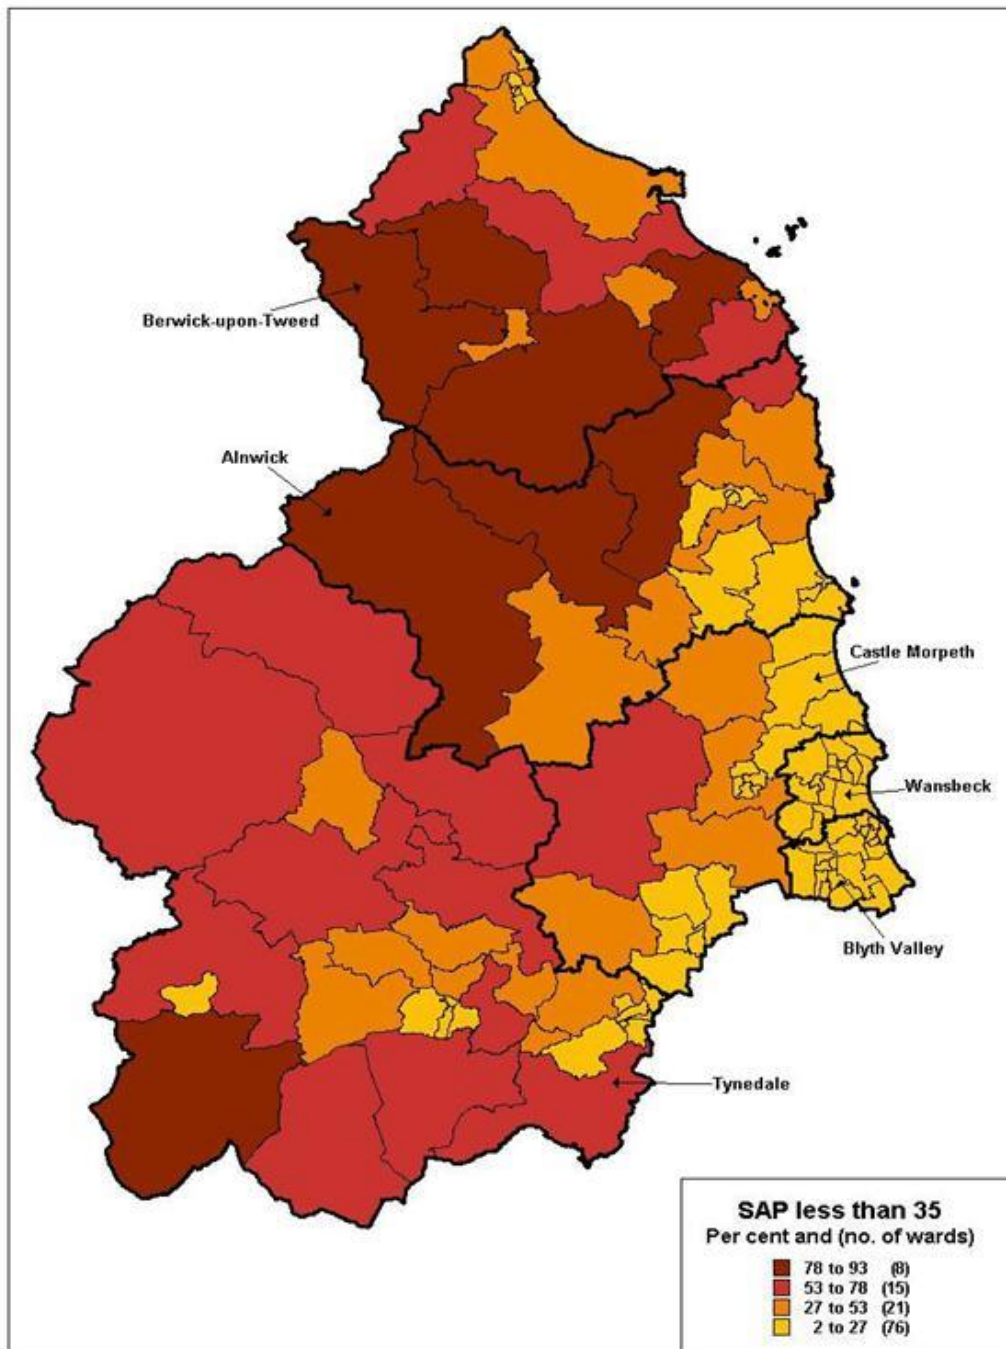 Berwick-upon-Tweed
Alnwick
Castle Morpeth
Wansbeck
Blyth Valley
Tynedale
SAP less than 35
Per cent and (no. of wards)
78 to 93 (8)
53 to 78 (15)
27 to 53 (21)
2 to 27 (76)